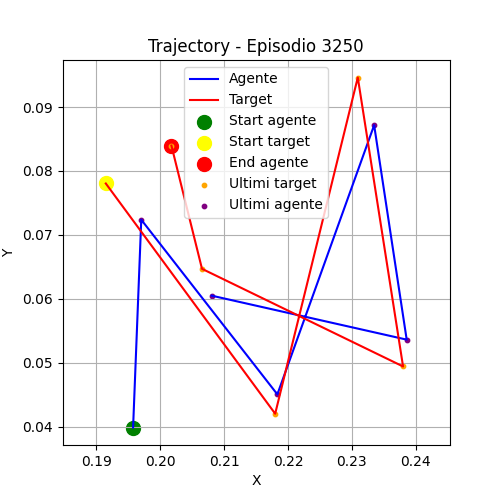 Trajectory - Episodio 3250
Agente
Target
Start agente
Start target
End agente
Ultimi target
Ultimi agente
Y
0.09
0.08
0.07
0.06
0.05
0.04
0.19
0.20
0.21
0.22
0.23
0.24
X